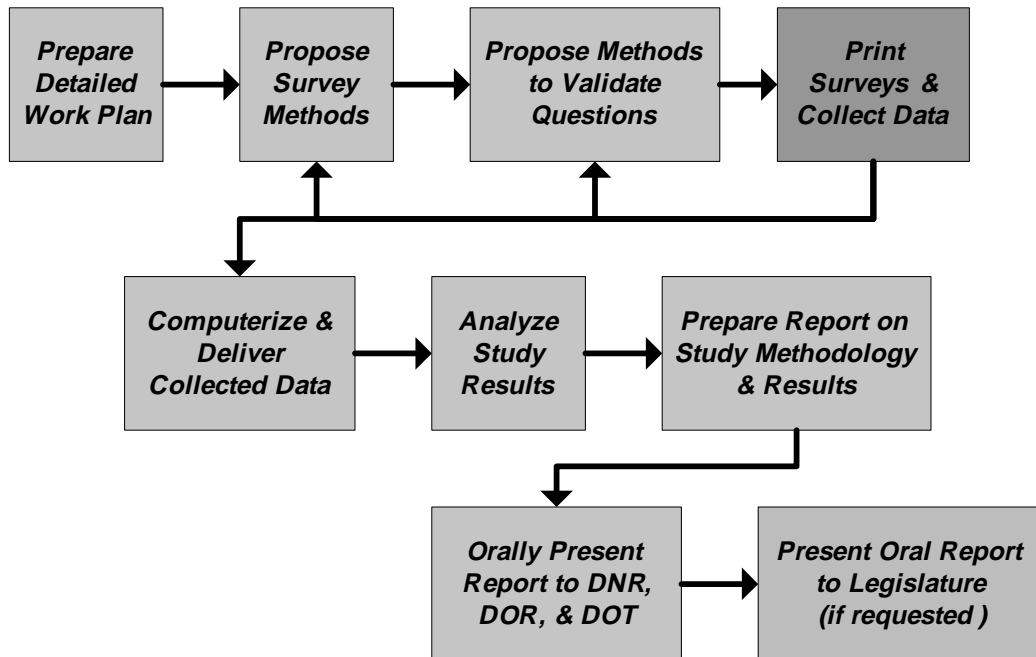 Prepare
Detailed
Work Plan
Propose
Survey
Methods
Propose Methods
to Validate
Questions
Print
Surveys & 
Collect Data
Computerize &
Deliver
Collected Data
Analyze
Study
Results
Prepare Report on
Study Methodology
& Results
Orally Present
Report to DNR,
DOR, & DOT
Present Oral Report
to Legislature
(if requested )